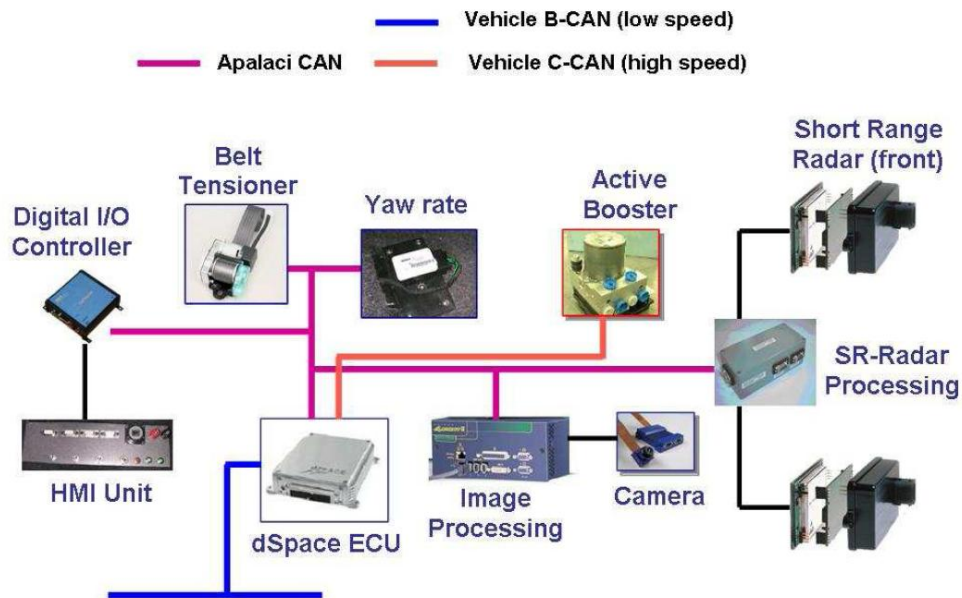 Vehicle B-CAN (low speed)
Apalaci CAN
Vehicle C-CAN (high speed)
Short Range
Radar (front)
Belt
Tensioner
Yaw rate
Active
Booster
Digital I/O
Controller
SR-Radar
Processing
HMI Unit
dSpace ECU
Image
Processing
Camera